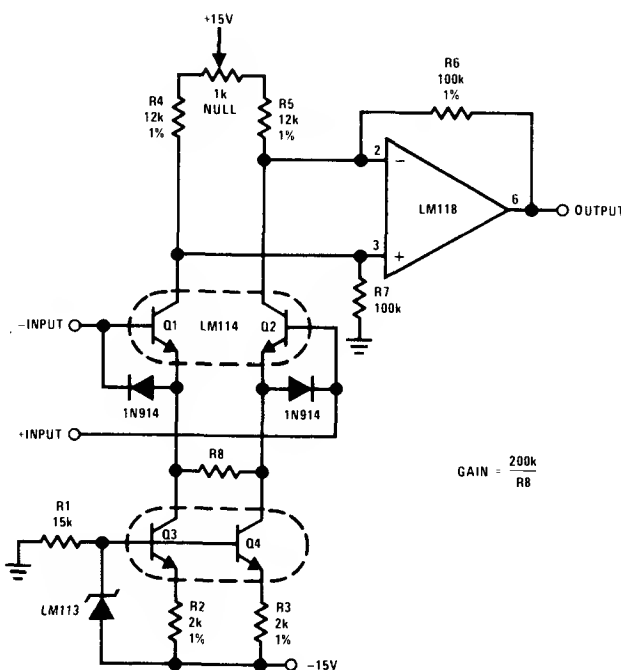 +15V
1k
NULL
R4
12k
1%
R5
12k
1%
R6
100k
1%
2
−
LM118
6
OUTPUT
3
+
R7
100k
−INPUT
Q1
LM114
Q2
1N914
1N914
+INPUT
R8
GAIN = 200k
R8
R1
15k
Q3
Q4
LM113
R2
2k
1%
R3
2k
1%
−15V